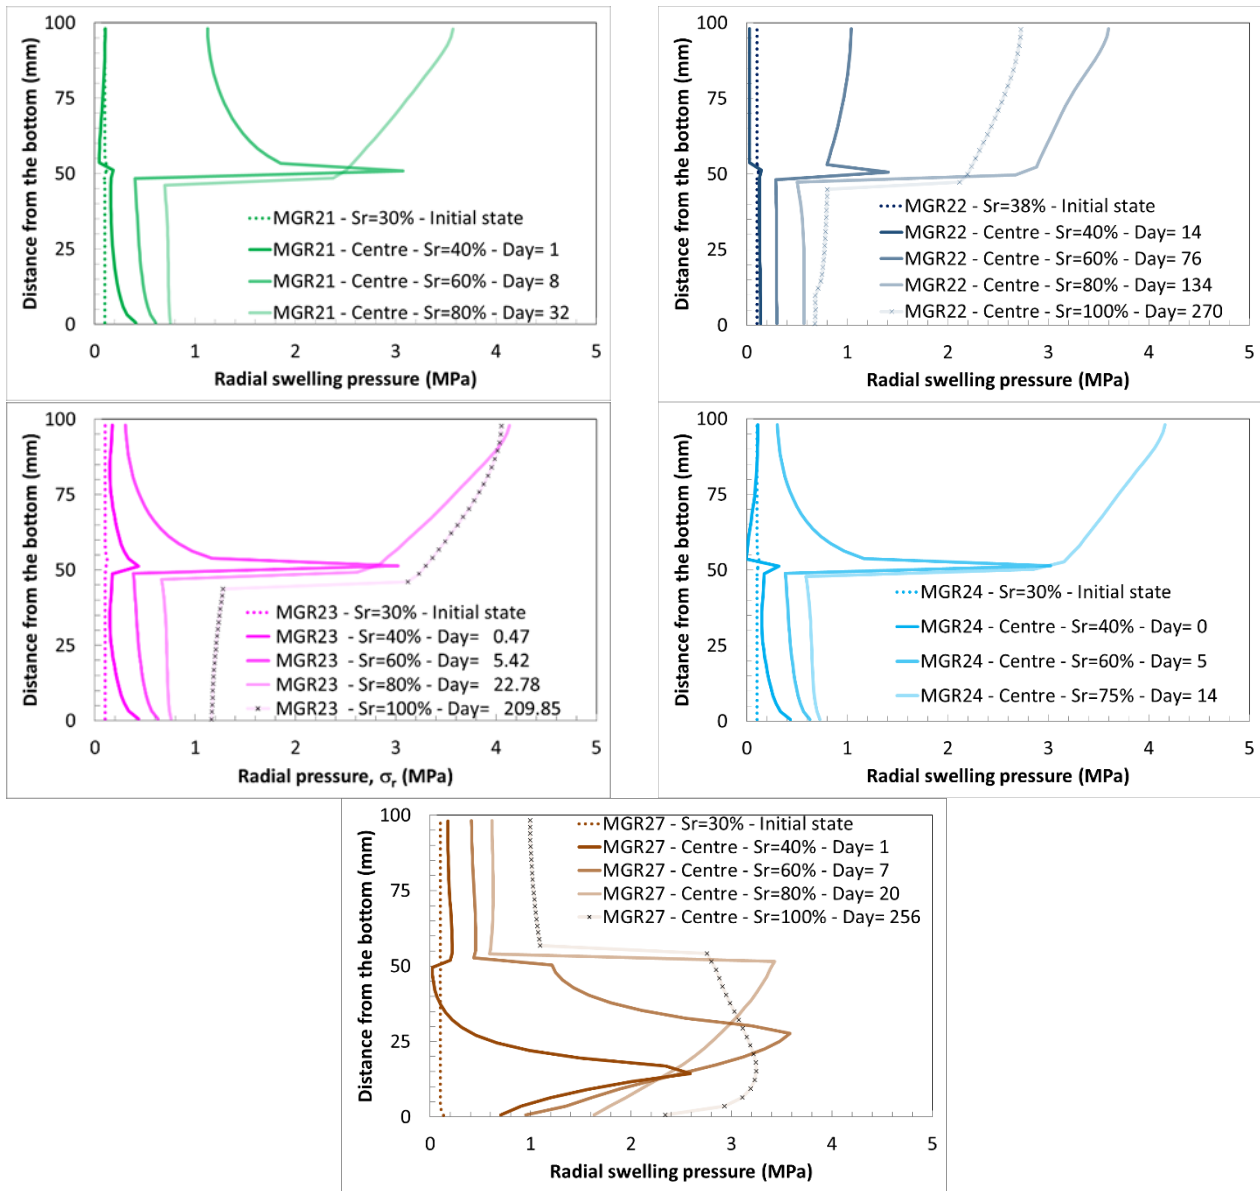 100
75
50
25
0
Distance from the bottom (mm)
MGR21 - Sr=30% - Initial state
MGR21 - Centre - Sr=40% - Day= 1
MGR21 - Centre - Sr=60% - Day= 8
MGR21 - Centre - Sr=80% - Day= 32
0 1 2 3 4 5
Radial swelling pressure (MPa)
100
75
50
25
0
Distance from the bottom (mm)
MGR22 - Sr=38% - Initial state
MGR22 - Centre - Sr=40% - Day= 14
MGR22 - Centre - Sr=60% - Day= 76
MGR22 - Centre - Sr=80% - Day= 134
MGR22 - Centre - Sr=100% - Day= 270
0 1 2 3 4 5
Radial swelling pressure (MPa)
100
75
50
25
0
Distance from the bottom (mm)
MGR23 - Sr=30% - Initial state
MGR23 - Sr=40% - Day= 0.47
MGR23 - Sr=60% - Day= 5.42
MGR23 - Sr=80% - Day= 22.78
MGR23 - Sr=100% - Day= 209.85
0 1 2 3 4 5
Radial pressure, σr (MPa)
100
75
50
25
0
Distance from the bottom (mm)
MGR24 - Sr=30% - Initial state
MGR24 - Centre - Sr=40% - Day= 0
MGR24 - Centre - Sr=60% - Day= 5
MGR24 - Centre - Sr=75% - Day= 14
0 1 2 3 4 5
Radial swelling pressure (MPa)
100
75
50
25
0
Distance from the bottom (mm)
MGR27 - Sr=30% - Initial state
MGR27 - Centre - Sr=40% - Day= 1
MGR27 - Centre - Sr=60% - Day= 7
MGR27 - Centre - Sr=80% - Day= 20
MGR27 - Centre - Sr=100% - Day= 256
0 1 2 3 4 5
Radial swelling pressure (MPa)